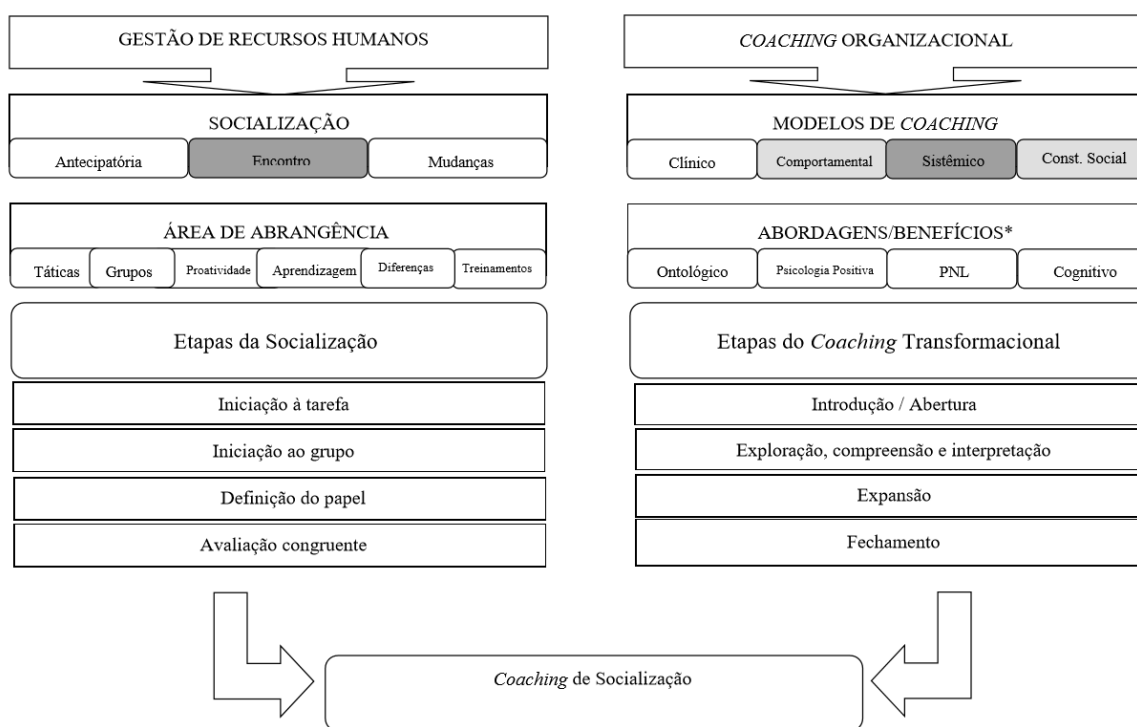 GESTÃO DE RECURSOS HUMANOS
SOCIALIZAÇÃO
Antecipatória
Encontro
Mudanças
ÁREA DE ABRANGÊNCIA
Táticas
Grupos
Proatividade
Aprendizagem
Diferenças
Treinamentos
Etapas da Socialização
Iniciação à tarefa
Iniciação ao grupo
Definição do papel
Avaliação congruente
COACHING ORGANIZACIONAL
MODELOS DE COACHING
Clínico
Comportamental
Sistêmico
Const. Social
ABORDAGENS/BENEFÍCIOS*
Ontológico
Psicologia Positiva
PNL
Cognitivo
Etapas do Coaching Transformacional
Introdução / Abertura
Exploração, compreensão e interpretação
Expansão
Fechamento
Coaching de Socialização